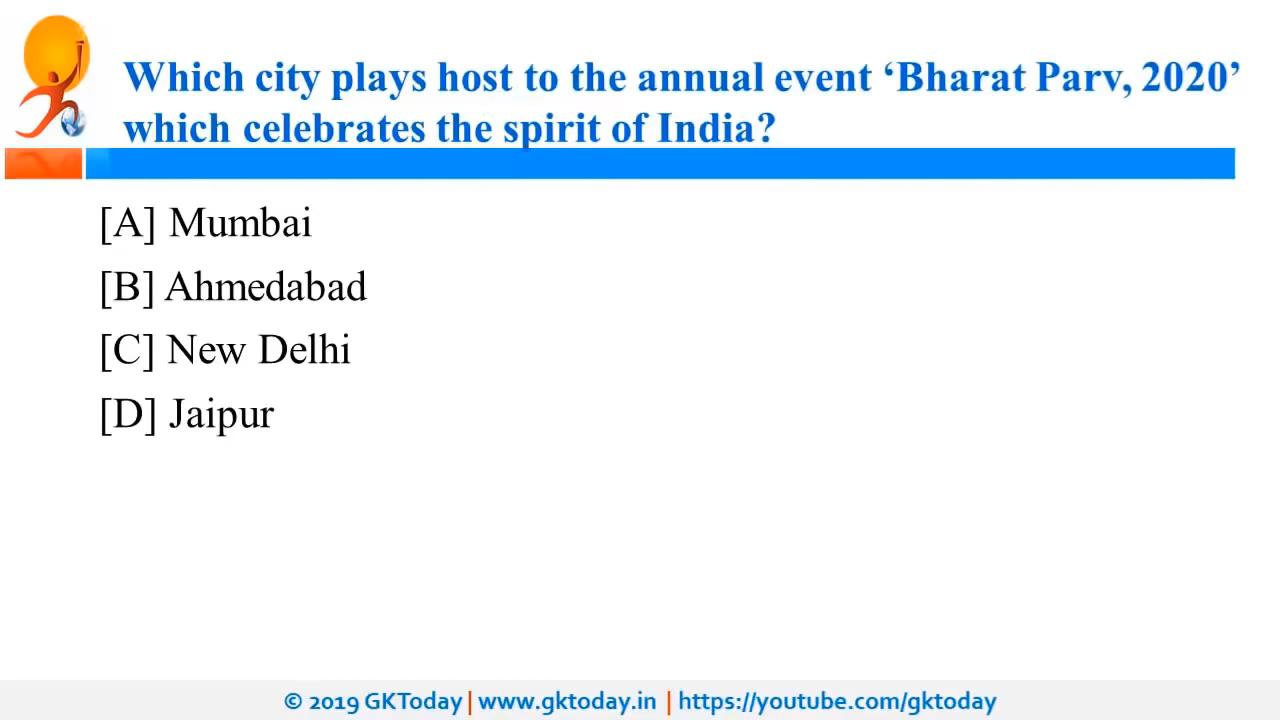 Which city plays host to the annual event ‘Bharat Parv, 2020’
which celebrates the spirit of India?
[A] Mumbai
[B] Ahmedabad
[C] New Delhi
[D] Jaipur
© 2019 GKToday | www.gktoday.in | https://youtube.com/gktoday